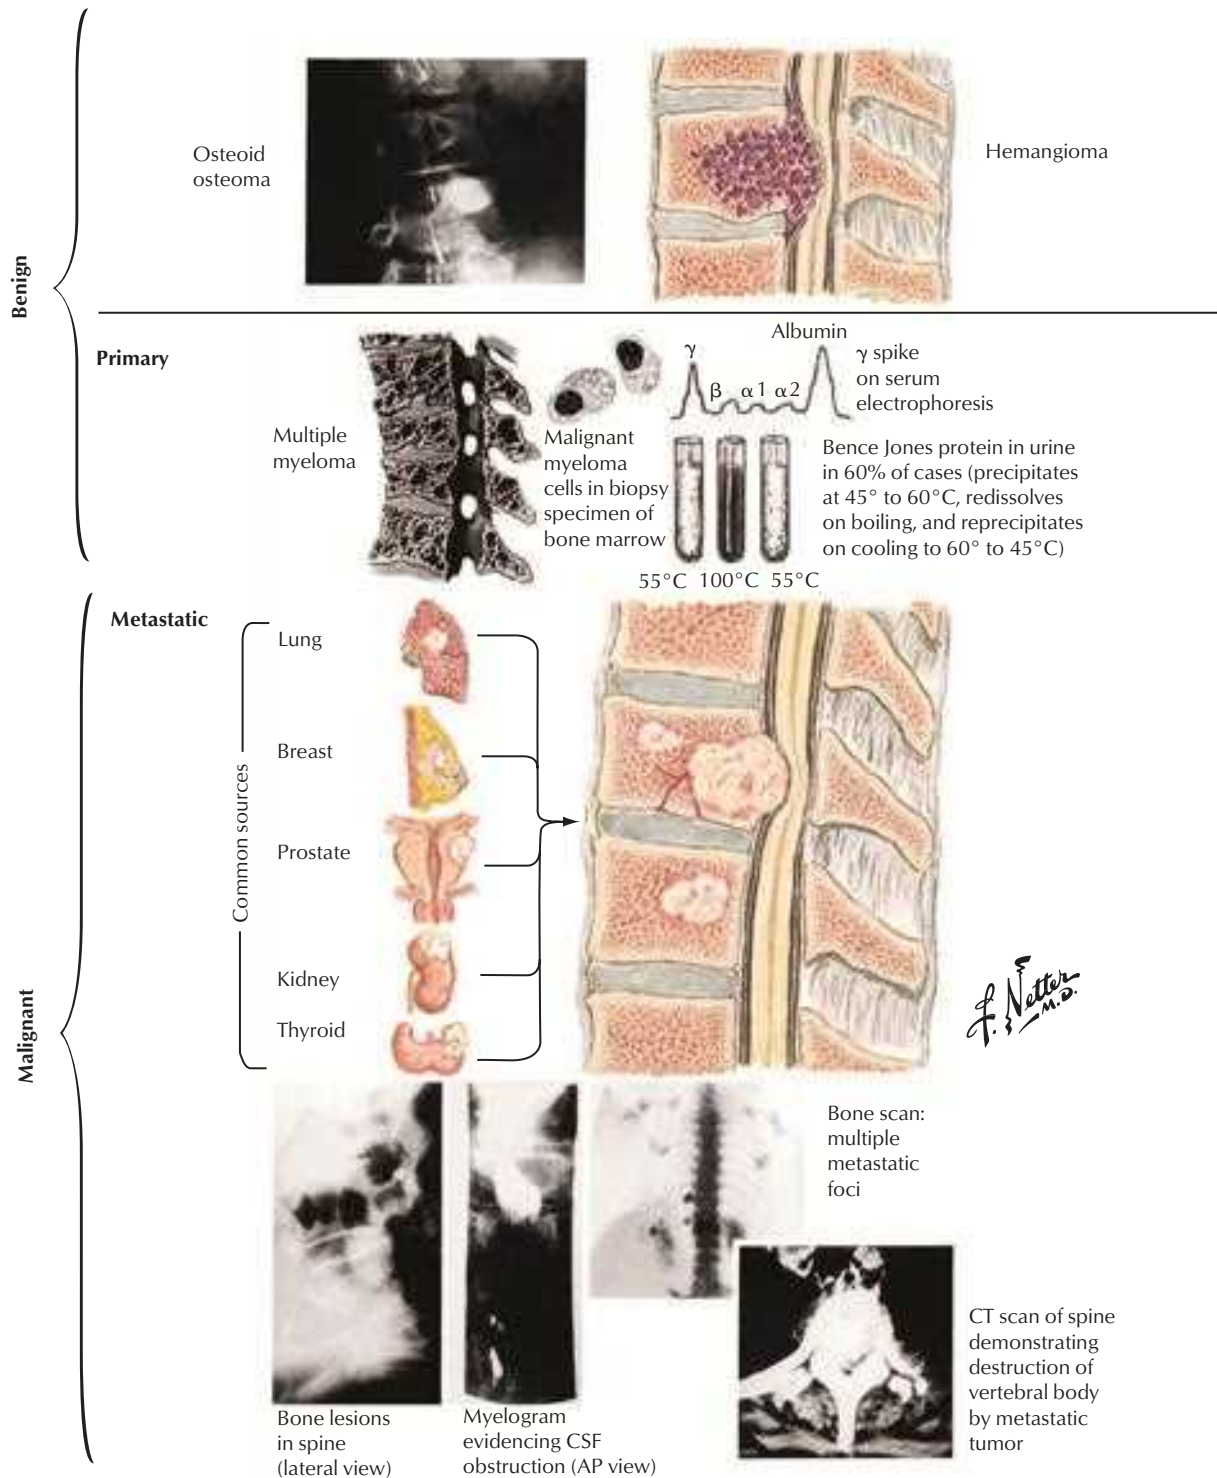 Benign
Osteoid
osteoma
Hemangioma
Primary
Multiple
myeloma
Malignant
myeloma
cells in biopsy
specimen of
bone marrow
γ
β
α1
α2
Albumin
γ spike
on serum
electrophoresis
Bence Jones protein in urine
in 60% of cases (precipitates
at 45° to 60°C, redissolves
on boiling, and reprecipitates
on cooling to 60° to 45°C)
55°C 100°C 55°C
Malignant
Metastatic
Common sources
Lung
Breast
Prostate
Kidney
Thyroid
F. Netter
M.D.
Bone lesions
in spine
(lateral view)
Myelogram
evidencing CSF
obstruction (AP view)
Bone scan:
multiple
metastatic
foci
CT scan of spine
demonstrating
destruction of
vertebral body
by metastatic
tumor